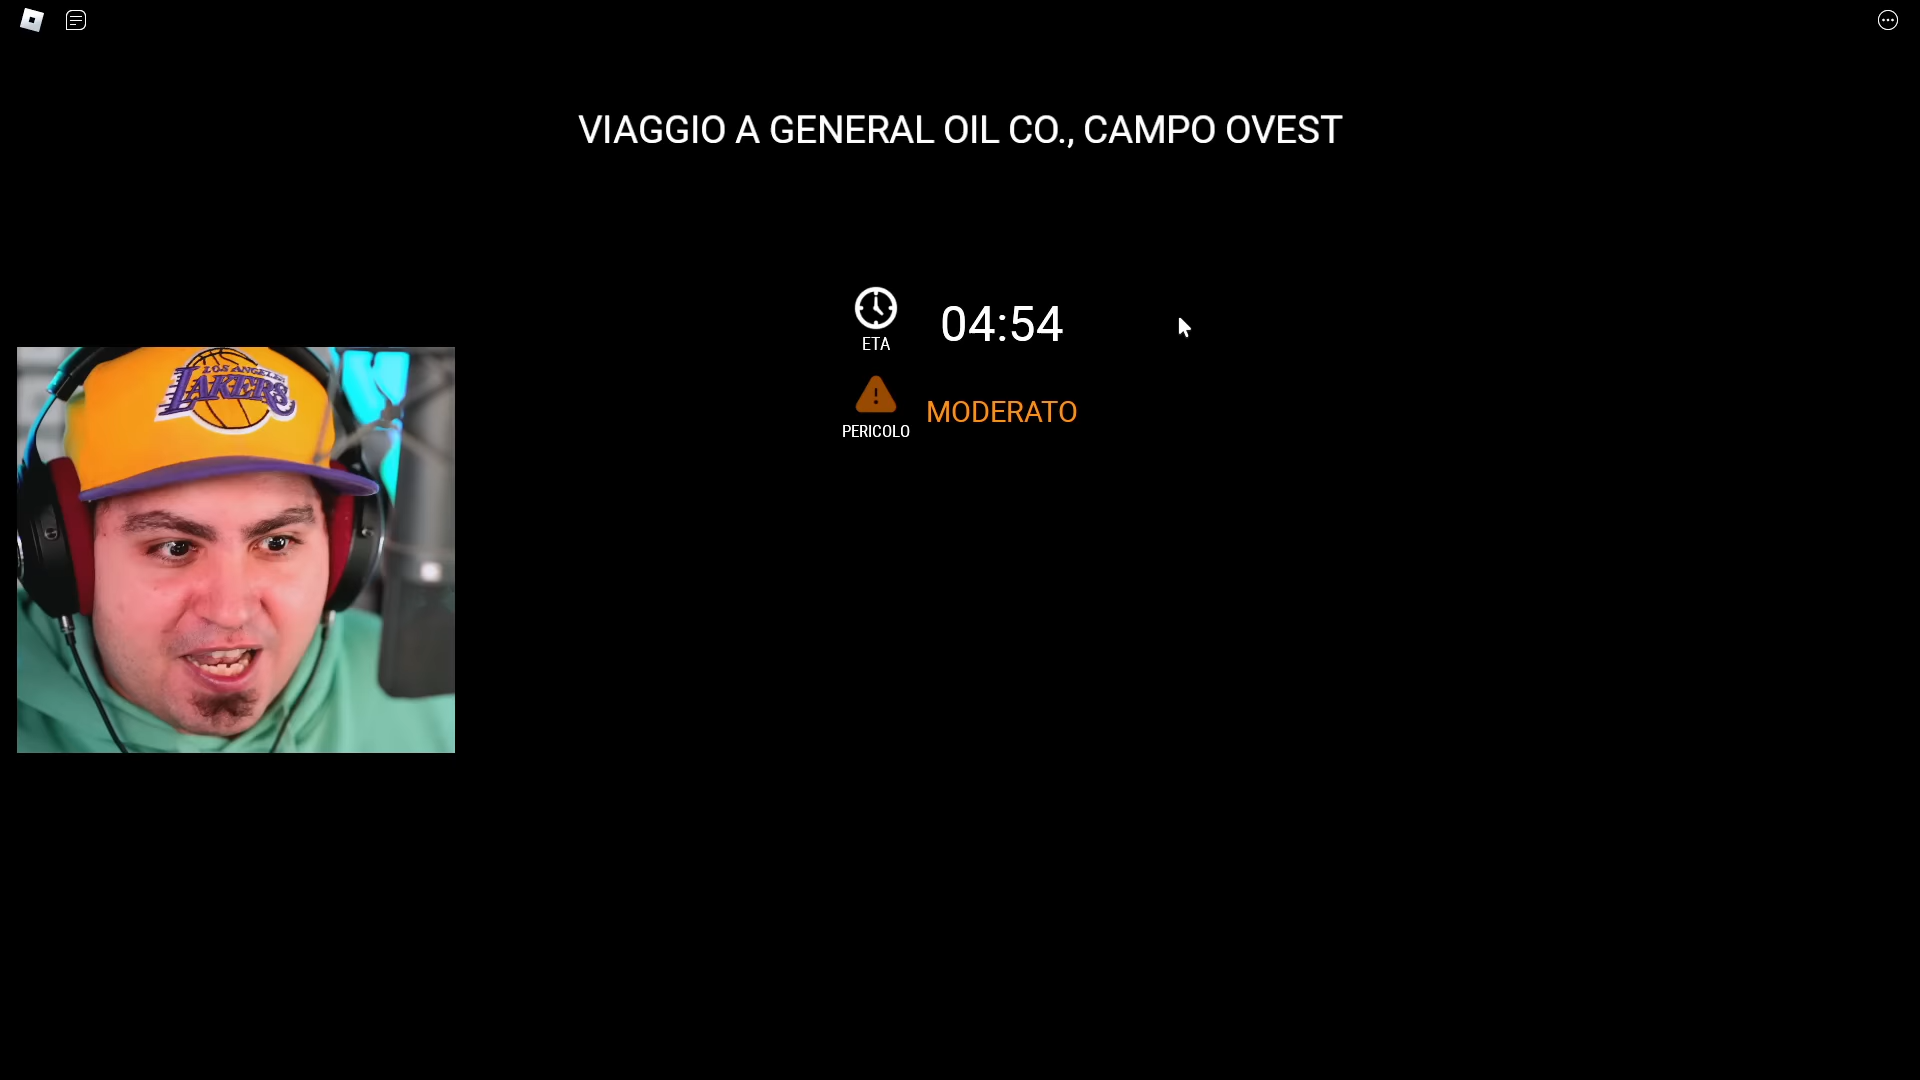 VIAGGIO A GENERAL OIL CO., CAMPO OVEST
04:54
ETA
MODERATO
PERICOLO
LOS ANGELES
LAKERS